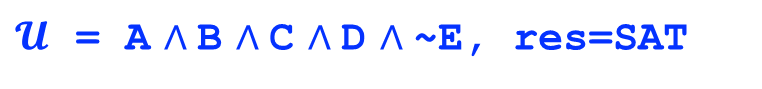 𝒰 = A ∧ B ∧ C ∧ D ∧ ~E, res=SAT